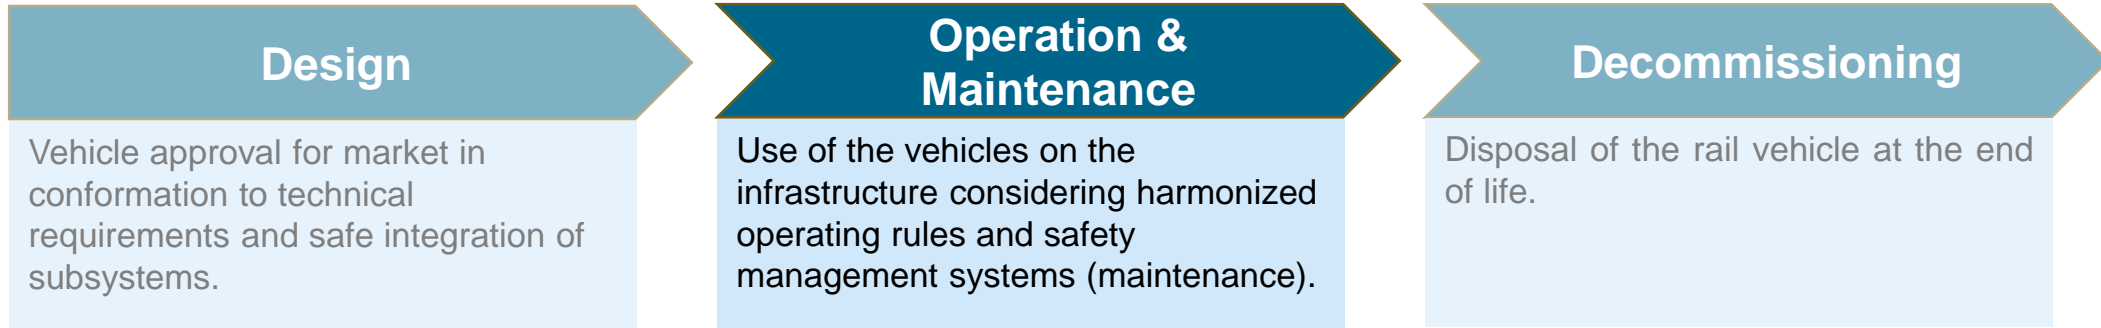 Design
Vehicle approval for market in
conformation to technical
requirements and safe integration of
subsystems.
Operation &
Maintenance
Use of the vehicles on the
infrastructure considering harmonized
operating rules and safety
management systems (maintenance).
Decommissioning
Disposal of the rail vehicle at the end
of life.